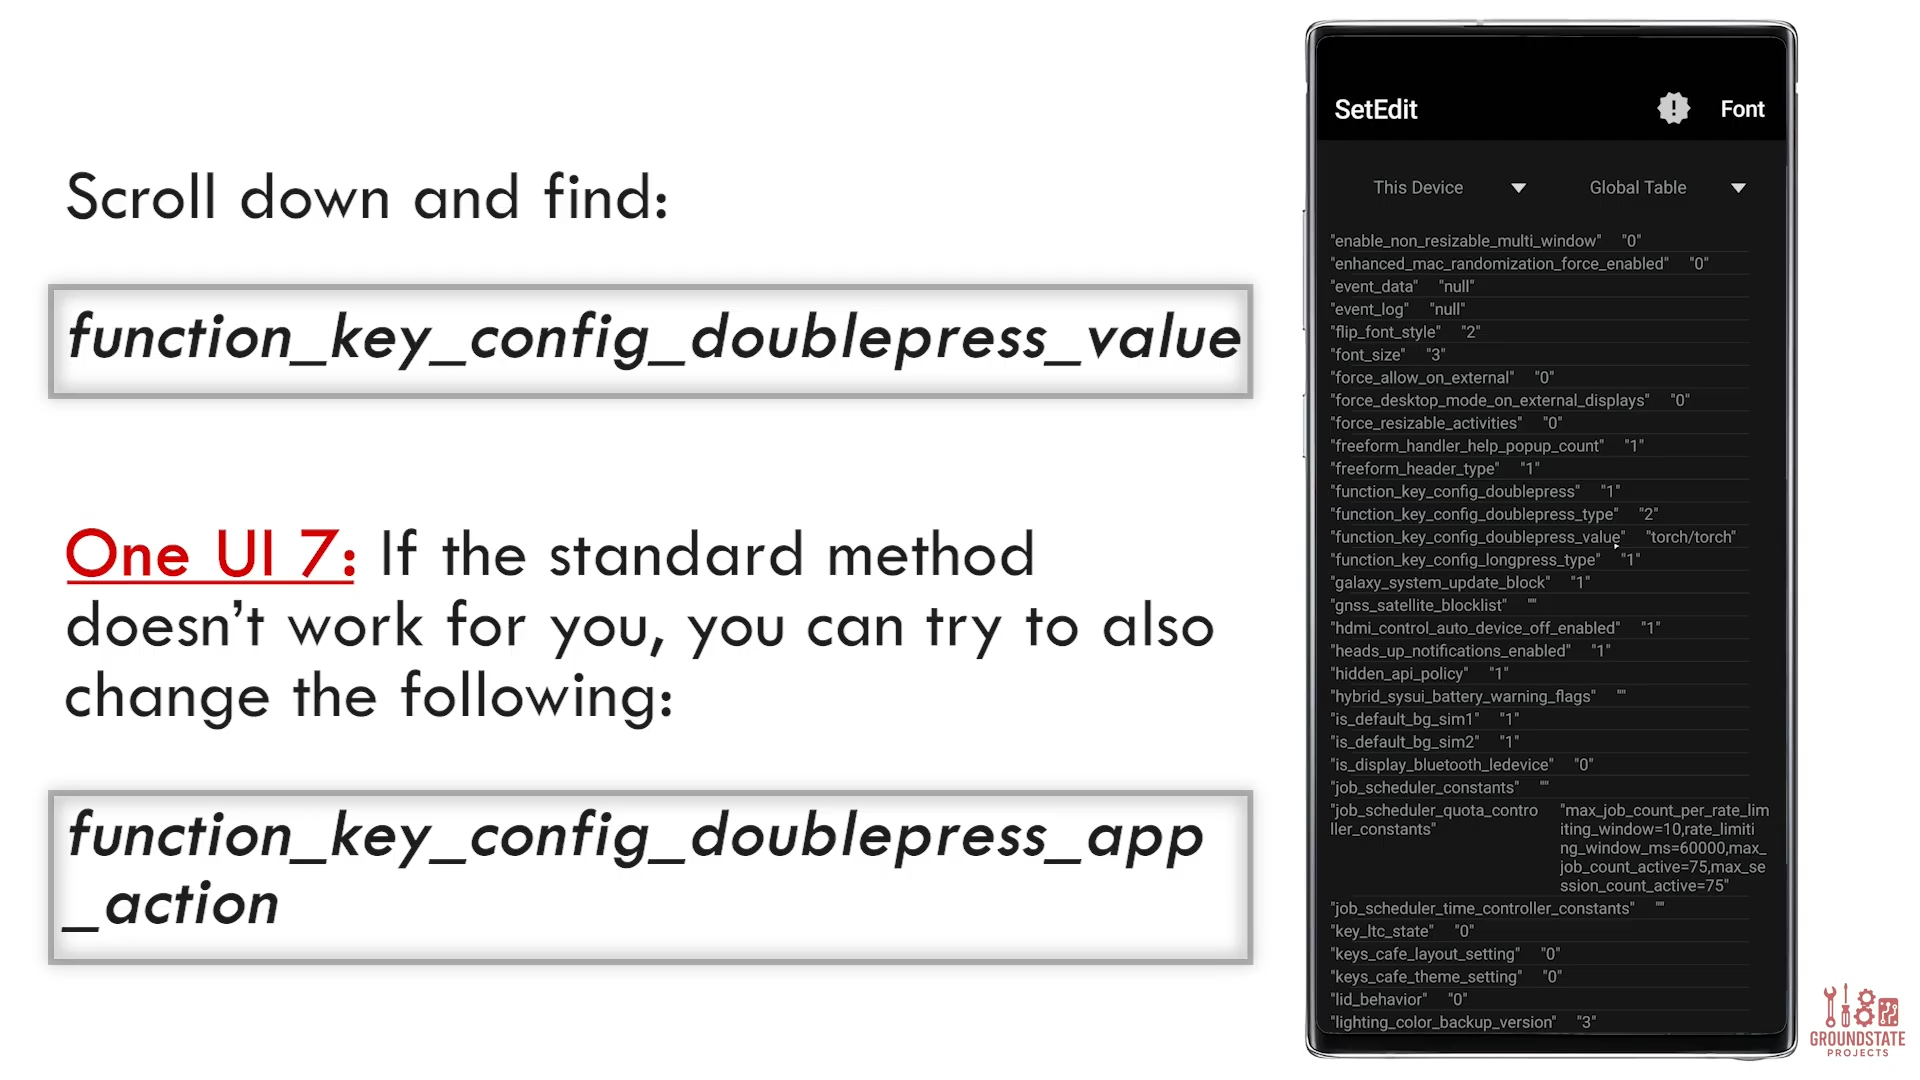 Scroll down and find:
function_key_config_doublepress_value
One UI 7: If the standard method
doesn’t work for you, you can try to also
change the following:
function_key_config_doublepress_app
_action
SetEdit
Font
This Device
Global Table
"enable_non_resizable_multi_window" "0"
"enhanced_mac_randomization_force_enabled" "0"
"event_data" "null"
"event_log" "null"
"flip_font_style" "2"
"font_size" "3"
"force_allow_on_external" "0"
"force_desktop_mode_on_external_displays" "0"
"force_resizable_activities" "0"
"freeform_handler_help_popup_count" "1"
"freeform_header_type" "1"
"function_key_config_doublepress" "1"
"function_key_config_doublepress_type" "2"
"function_key_config_doublepress_value" "torch/torch"
"function_key_config_longpress_type" "1"
"galaxy_system_update_block" "1"
"gnss_satellite_blocklist" ""
"hdmi_control_auto_device_off_enabled" "1"
"heads_up_notifications_enabled" "1"
"hidden_api_policy" "1"
"hybrid_sysui_battery_warning_flags" ""
"is_default_bg_sim1" "1"
"is_default_bg_sim2" "1"
"is_display_bluetooth_ledevice" "0"
"job_scheduler_constants" ""
"job_scheduler_quota_contro
ller_constants"
"max_job_count_per_rate_lim
iting_window=10,rate_limiti
ng_window_ms=60000,max_
job_count_active=75,max_se
ssion_count_active=75"
"job_scheduler_time_controller_constants" ""
"key_ltc_state" "0"
"keys_cafe_layout_setting" "0"
"keys_cafe_theme_setting" "0"
"lid_behavior" "0"
"lighting_color_backup_version" "3"
GROUNDSTATE
PROJECTS